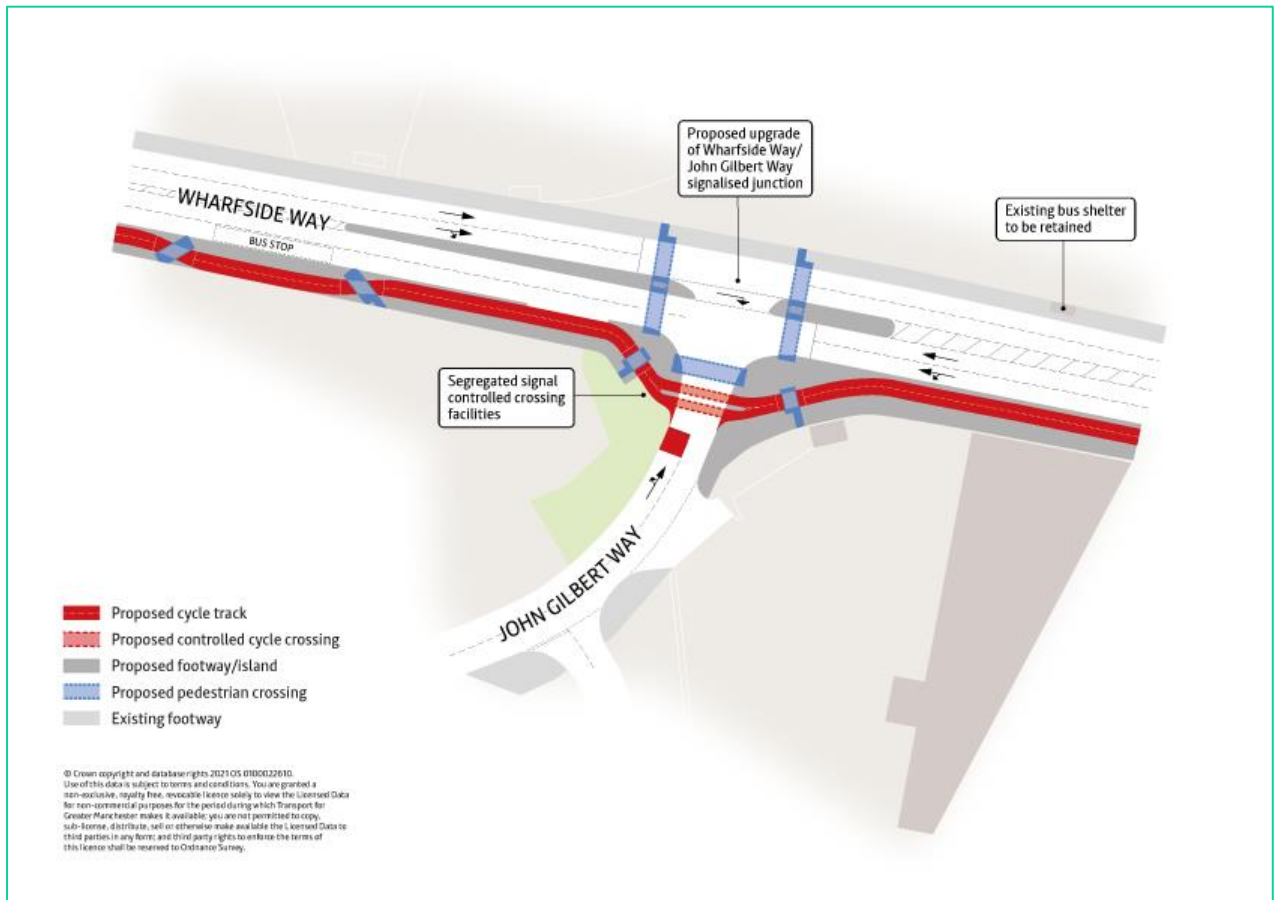 Proposed upgrade
of Wharfside Way/
John Gilbert Way
signalised junction
Existing bus shelter
to be retained
WHARFSIDE WAY
BUS STOP
Segregated signal
controlled crossing
facilities
JOHN GILBERT WAY
Proposed cycle track
Proposed controlled cycle crossing
Proposed footway/island
Proposed pedestrian crossing
Existing footway
© Crown copyright and database rights 2021 OS 0100022610.
Use of this data is subject to terms and conditions. You are granted a
non-exclusive, royalty free, revocable licence solely to view the Licensed Data
for non-commercial purposes for the period during which Transport for
Greater Manchester makes it available; you are not permitted to copy,
sub-license, distribute, sell or otherwise make available the Licensed Data to
third parties in any form; and third party rights to enforce the terms of
this licence shall be reserved to Ordnance Survey.